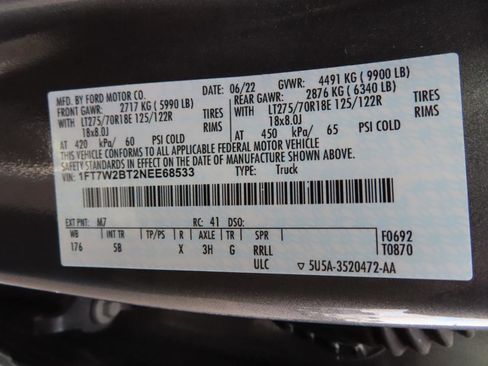 MFD. BY FORD MOTOR CO.
DATE: 06/22 GVWR: 4491 KG (9900 LB)
FRONT GAWR: 2717 KG (5990 LB) REAR GAWR: 2876 KG (6340 LB)
WITH LT275/70R18E 125/122R WITH LT275/70R18E 125/122R
18x8.0J 18x8.0J
AT 420 kPa/ 60 PSI COLD AT 450 kPa/ 65 PSI COLD
THIS VEHICLE CONFORMS TO ALL APPLICABLE FEDERAL MOTOR VEHICLE
SAFETY STANDARDS IN EFFECT ON THE DATE OF MANUFACTURE SHOWN ABOVE.
VIN: 1FT7W2BT2NEE68533 TYPE: Truck
EXT PNT: M7 RC: 41 DSO: F0692
WB INT TR TP/PS R AXLE TR SPR T0870
176 5B X 3H G RRLL
ULC ▽ 5U5A-3520472-AA